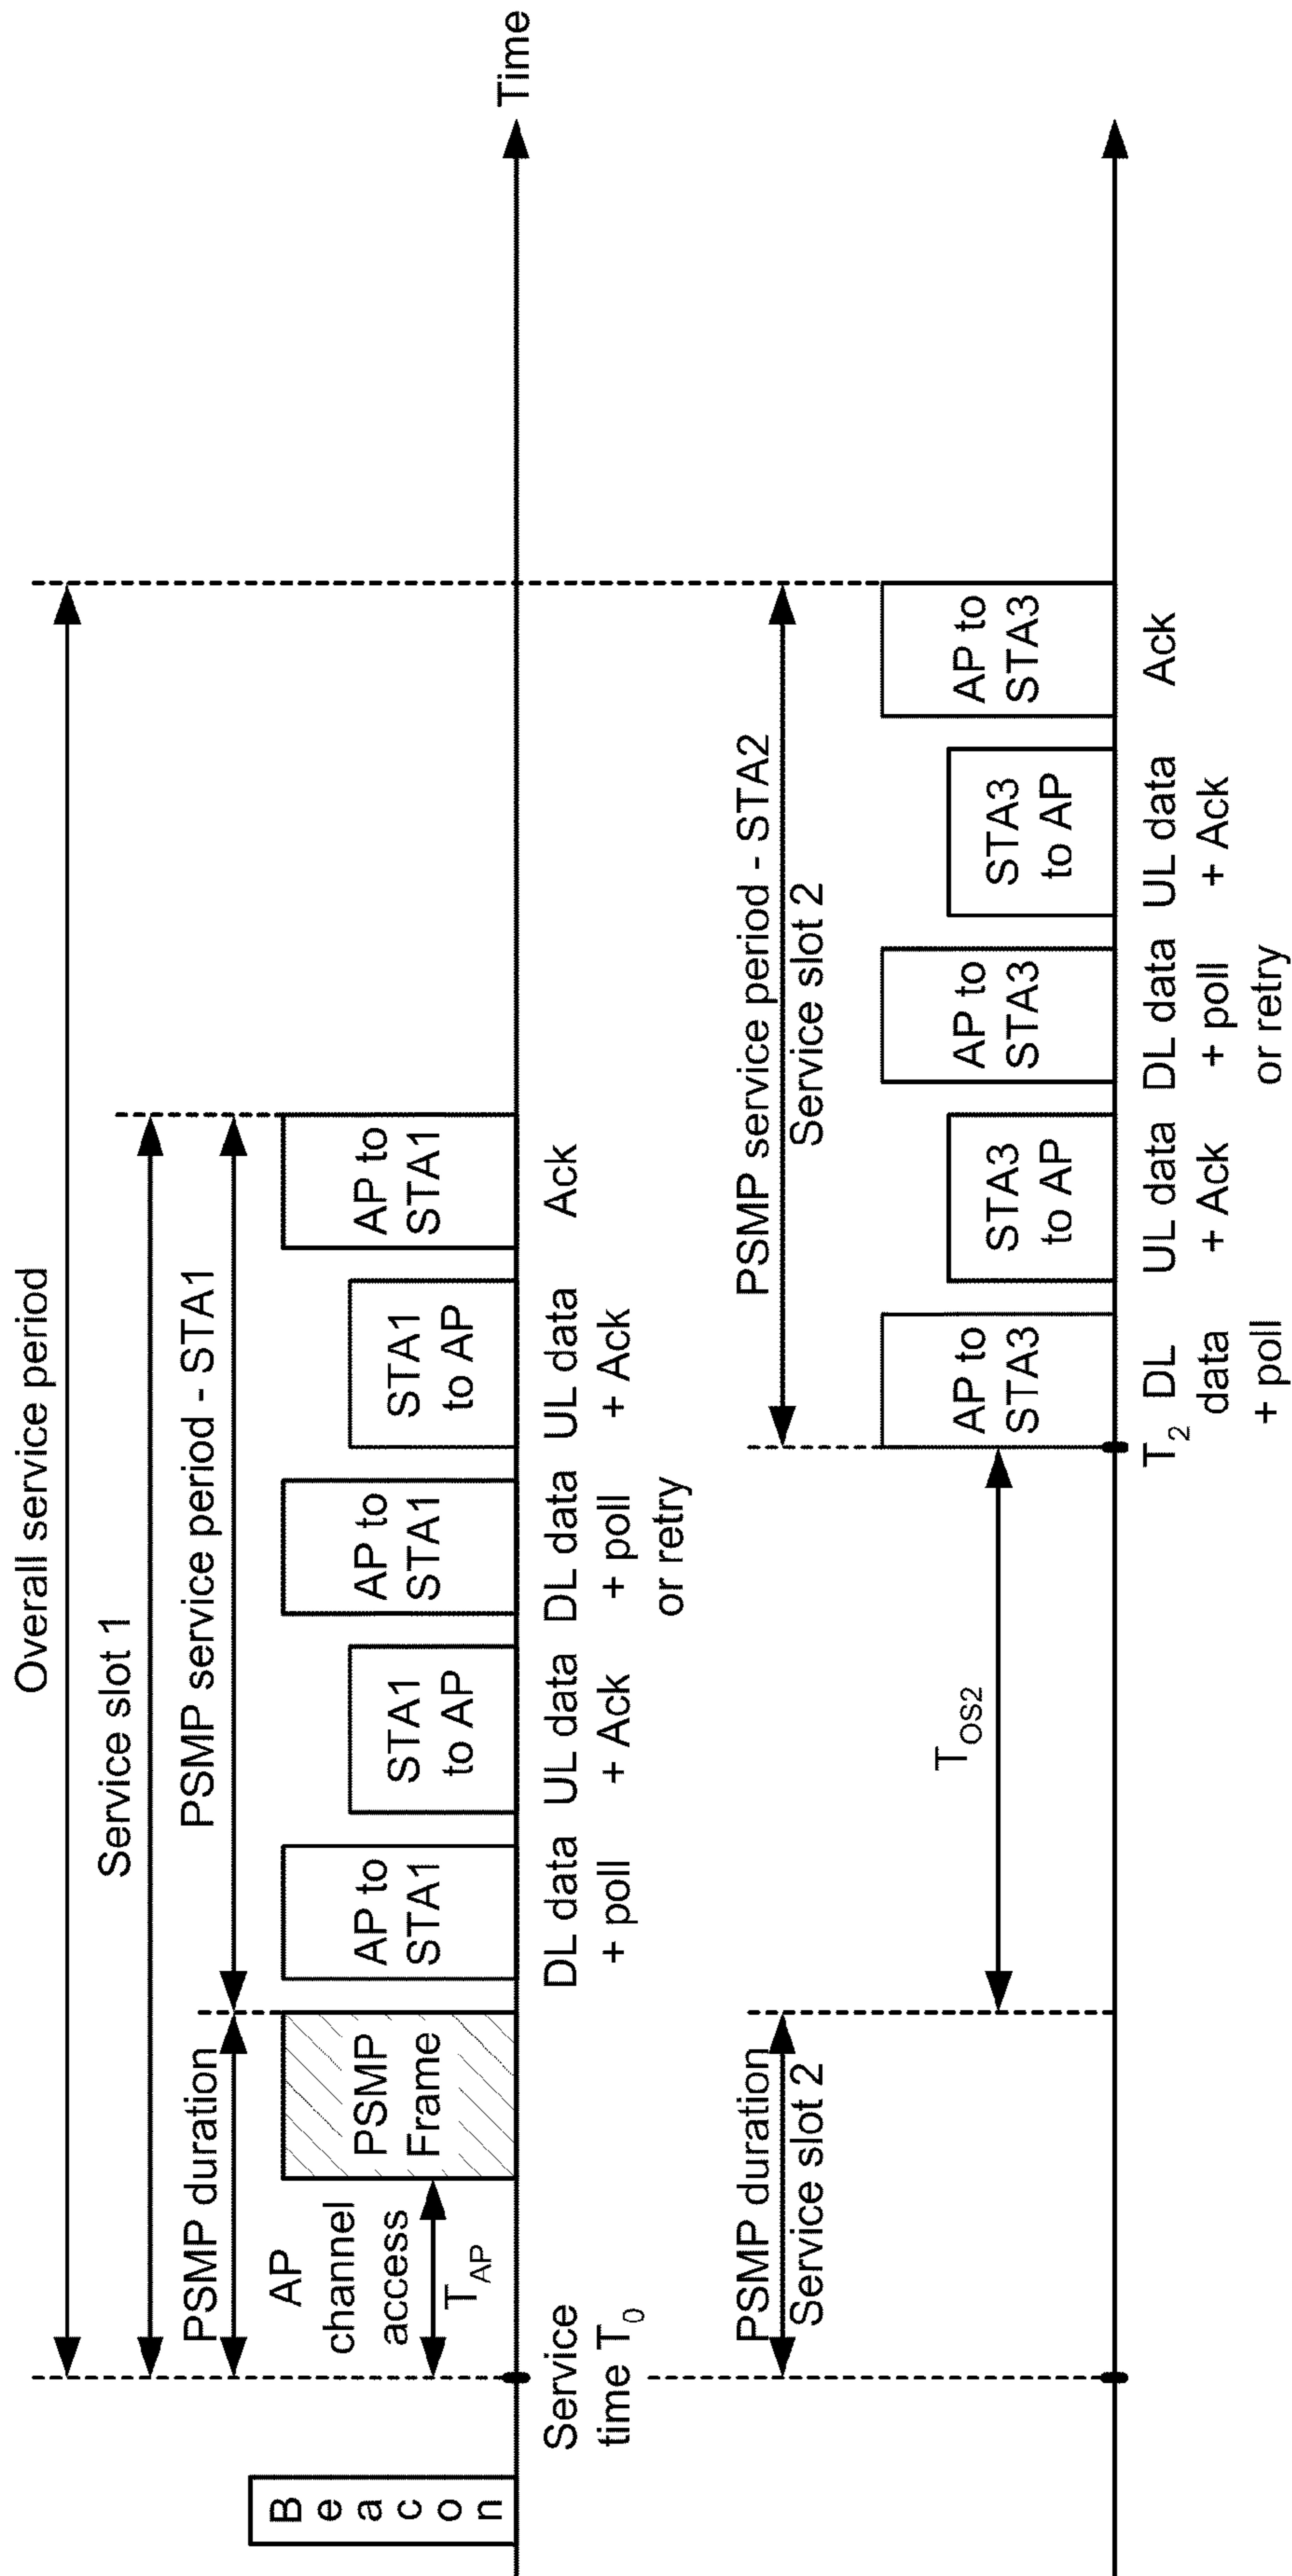 Overall service period
Service slot 1
PSMP duration
PSMP service period - STA1
B
e
a
c
o
n
AP
channel
access
T_AP
PSMP
Frame
AP to
STA1
STA1
to AP
AP to
STA1
STA1
to AP
AP to
STA1
Time
Service
time T₀
DL data
+ poll
UL data
+ Ack
DL data
+ poll
or retry
UL data
+ Ack
Ack
PSMP duration
Service slot 2
PSMP service period - STA2
Service slot 2
T_OS2
AP to
STA3
STA3
to AP
AP to
STA3
STA3
to AP
AP to
STA3
T₂
DL
data
+ poll
UL data
+ Ack
DL data
+ poll
or retry
UL data
+ Ack
Ack